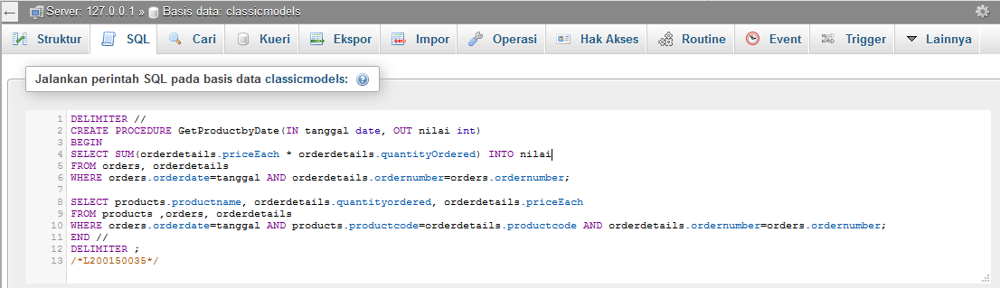 Server: 127.0.0.1 » Basis data: classicmodels
Struktur SQL Cari Kueri Ekspor Impor Operasi Hak Akses Routine Event Trigger Lainnya
Jalankan perintah SQL pada basis data classicmodels:
1 DELIMITER //
2 CREATE PROCEDURE GetProductbyDate(IN tanggal date, OUT nilai int)
3 BEGIN
4 SELECT SUM(orderdetails.priceEach * orderdetails.quantityOrdered) INTO nilai
5 FROM orders, orderdetails
6 WHERE orders.orderdate=tanggal AND orderdetails.ordernumber=orders.ordernumber;
7
8 SELECT products.productname, orderdetails.quantityordered, orderdetails.priceEach
9 FROM products ,orders, orderdetails
10 WHERE orders.orderdate=tanggal AND products.productcode=orderdetails.productcode AND orderdetails.ordernumber=orders.ordernumber;
11 END //
12 DELIMITER ;
13 /*L200150035*/